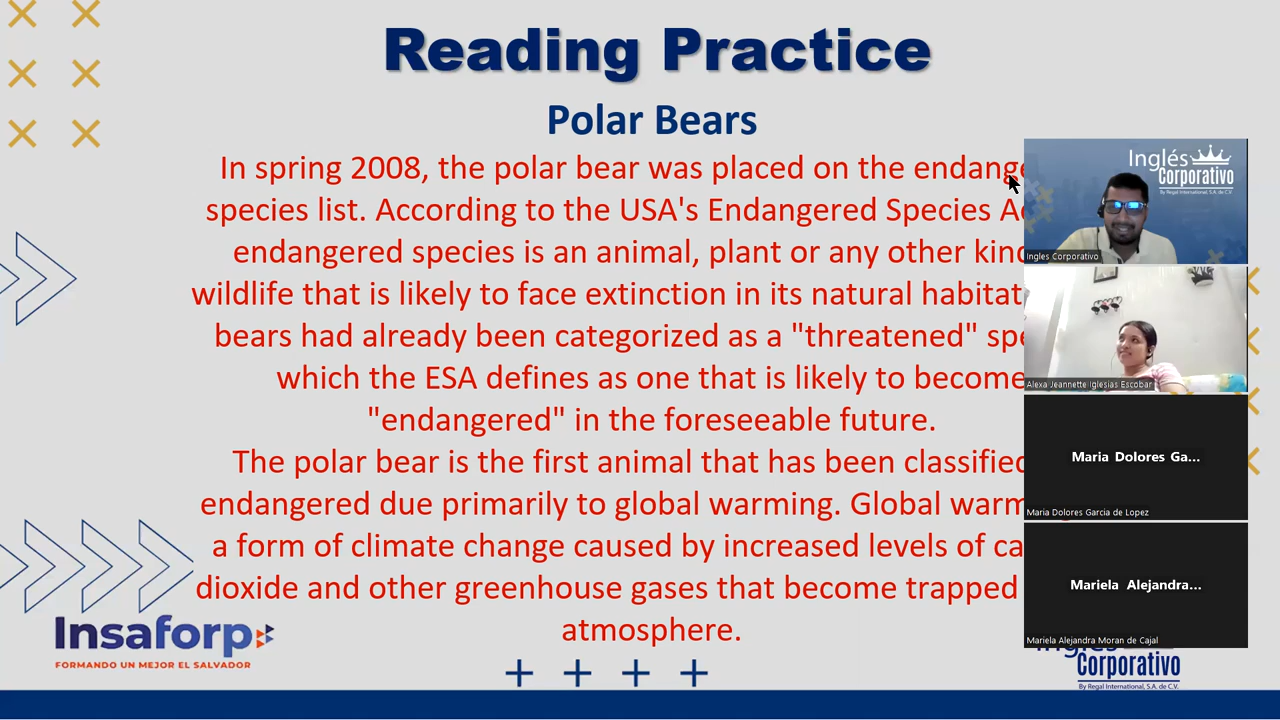 Reading Practice
Polar Bears
In spring 2008, the polar bear was placed on the
species list. According to the USA's Endangered Species
endangered species is an animal, plant or any other
wildlife that is likely to face extinction in its natural habitat
bears had already been categorized as a "threatened"
which the ESA defines as one that is likely to become
"endangered" in the foreseeable future.
The polar bear is the first animal that has been classified
endangered due primarily to global warming. Global
a form of climate change caused by increased levels of
dioxide and other greenhouse gases that become trapped
atmosphere.
Inglés
Corporativo
By Regal International, S.A. de C.V.
Ingles Corporativo
Alexa Jeannette Iglesias Escobar
Maria Dolores Ga...
Maria Dolores Garcia de Lopez
Mariela Alejandra...
Mariela Alejandra Moran de Cajal
Insaforp
FORMANDO UN MEJOR EL SALVADOR
Corporativo
By Regal International, S.A. de C.V.